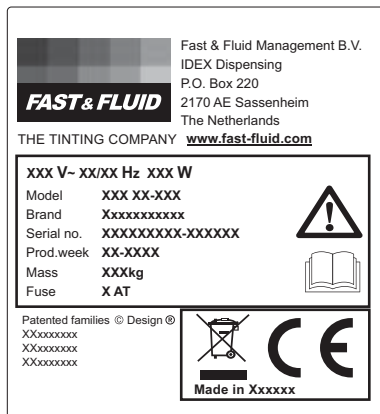 Fast & Fluid Management B.V.
IDEX Dispensing
P.O. Box 220
2170 AE Sassenheim
The Netherlands
FAST & FLUID
THE TINTING COMPANY www.fast-fluid.com
XXX V~ XX/XX Hz XXX W
Model XXX XX-XXX
Brand Xxxxxxxxxxx
Serial no. XXXXXXXXX-XXXXXX
Prod.week XX-XXXX
Mass XXXkg
Fuse X AT
Patented families © Design ®
XXxxxxxxx
XXxxxxxxx
XXxxxxxxx
CE
Made in Xxxxxx